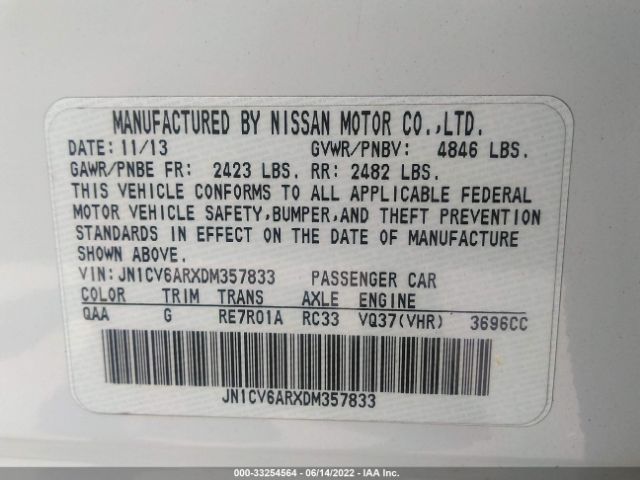 MANUFACTURED BY NISSAN MOTOR CO.,LTD.
DATE: 11/13 GVWR/PNBV: 4846 LBS.
GAWR/PNBE FR: 2423 LBS. RR: 2482 LBS.
THIS VEHICLE CONFORMS TO ALL APPLICABLE FEDERAL
MOTOR VEHICLE SAFETY,BUMPER,AND THEFT PREVENTION
STANDARDS IN EFFECT ON THE DATE OF MANUFACTURE
SHOWN ABOVE.
VIN:JN1CV6ARXDM357833 PASSENGER CAR
COLOR TRIM TRANS AXLE ENGINE
QAA G RE7R01A RC33 VQ37(VHR) 3696CC
JN1CV6ARXDM357833
000-33254564 - 06/14/2022 - IAA Inc.